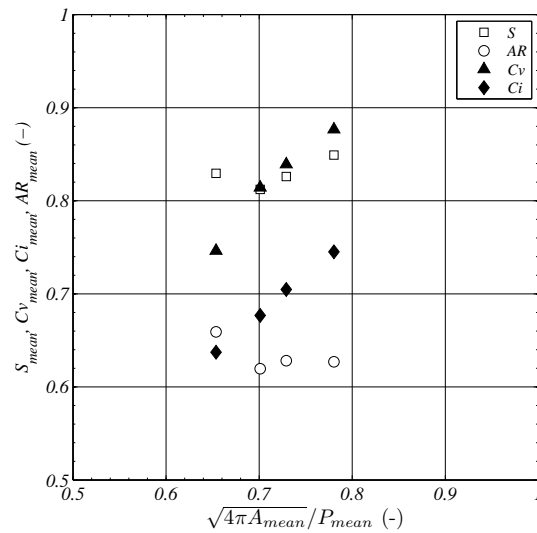 1
S
AR
Cv
Ci
0.9
0.8
0.7
0.6
0.5
S_mean, Cv_mean, Ci_mean, AR_mean (−)
0.5 0.6 0.7 0.8 0.9 1
√4πA_mean/P_mean (-)